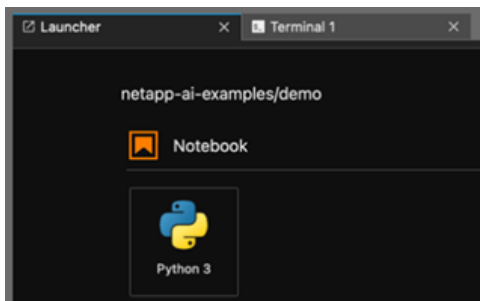 Launcher
Terminal 1
netapp-ai-examples/demo
Notebook
Python 3